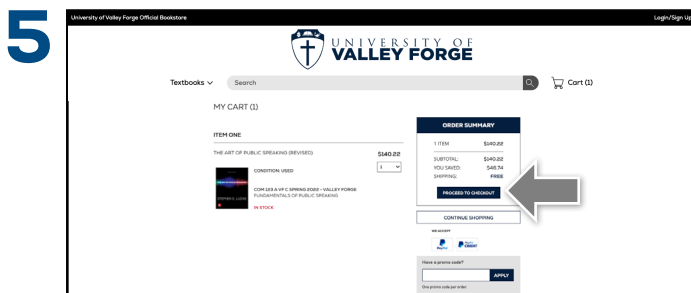 5
University of Valley Forge Official Bookstore
Login/Sign Up
UNIVERSITY OF
VALLEY FORGE
Textbooks
Search
Cart (1)
MY CART (1)
ITEM ONE
THE ART OF PUBLIC SPEAKING (REVISED)
$140.22
1
CONDITION: USED
COM 123 A VF C SPRING 2022 - VALLEY FORGE
FUNDAMENTALS OF PUBLIC SPEAKING
IN STOCK
STEPHEN E. LUCAS
ORDER SUMMARY
1 ITEM $140.22
SUBTOTAL: $140.22
YOU SAVED: $48.74
SHIPPING: FREE
PROCEED TO CHECKOUT
CONTINUE SHOPPING
WE ACCEPT
PayPal
PayPal CREDIT
Have a promo code?
APPLY
One promo code per order.